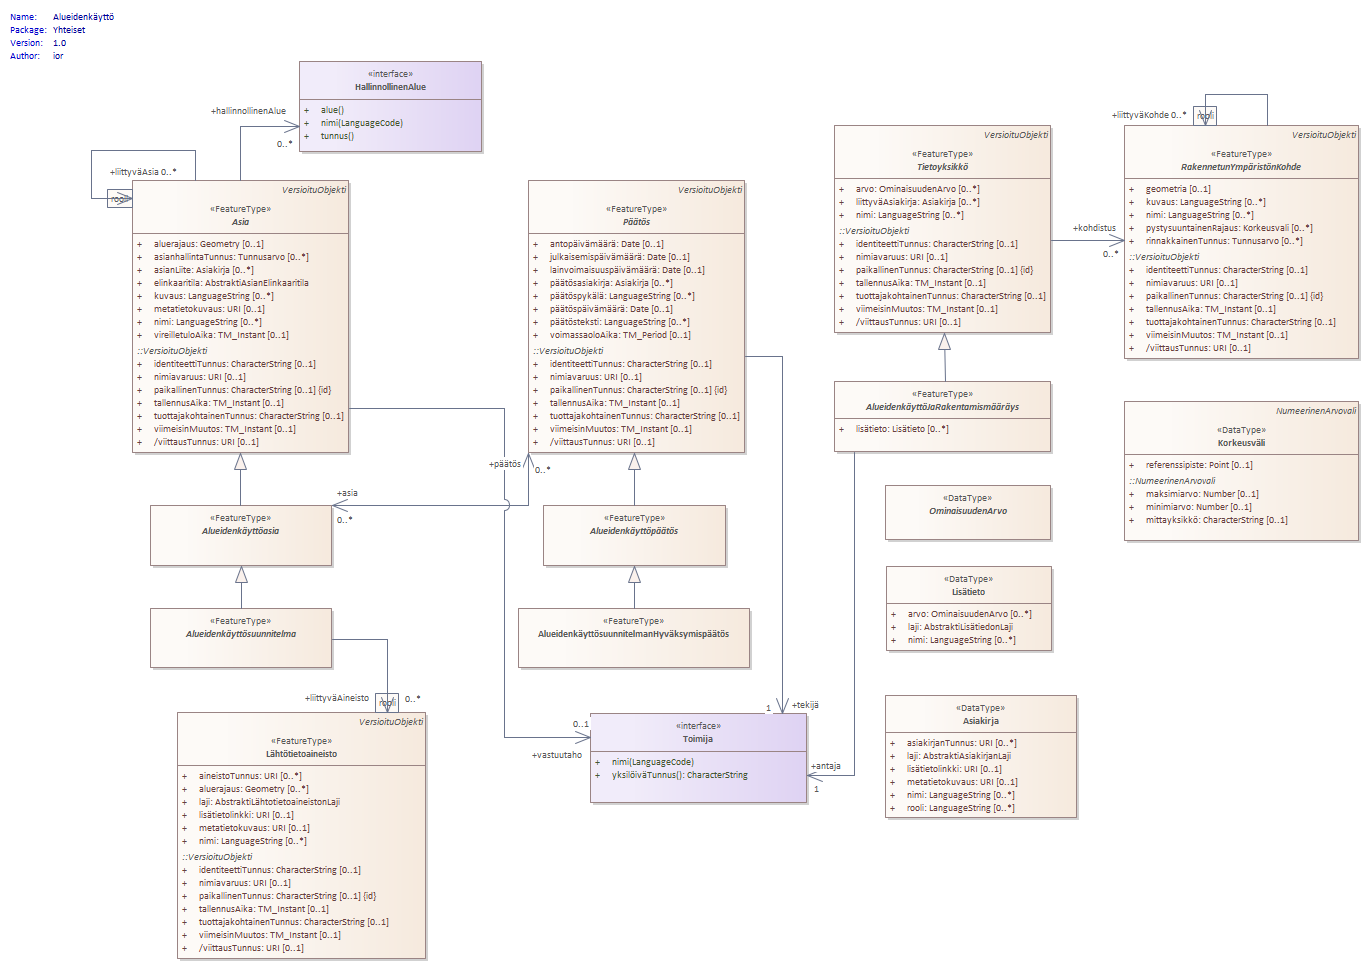 Name: Alueidenkäyttö
Package: Yhteiset
Version: 1.0
Author: ior
«interface»
HallinnollinenAlue
+ alue()
+ nimi(LanguageCode)
+ tunnus()
+hallinnollinenAlue
0..*
+liittyväAsia 0..*
rooli
VersioituObjekti
«FeatureType»
Asia
+ aluerajaus: Geometry [0..1]
+ asianhallintaTunnus: Tunnusarvo [0..*]
+ asianLiite: Asiakirja [0..*]
+ elinkaaritila: AbstraktiAsianElinkaaritila
+ kuvaus: LanguageString [0..*]
+ metatietokuvaus: URI [0..1]
+ nimi: LanguageString [0..*]
+ vireilletuloAika: TM_Instant [0..1]
::VersioituObjekti
+ identiteettiTunnus: CharacterString [0..1]
+ nimiavaruus: URI [0..1]
+ paikallinenTunnus: CharacterString [0..1] {id}
+ tallennusAika: TM_Instant [0..1]
+ tuottajakohtainenTunnus: CharacterString [0..1]
+ viimeisinMuutos: TM_Instant [0..1]
+ /viittausTunnus: URI [0..1]
VersioituObjekti
«FeatureType»
Päätös
+ antopäivämäärä: Date [0..1]
+ julkaisemispäivämäärä: Date [0..1]
+ lainvoimaisuuspäivämäärä: Date [0..1]
+ päätösasiakirja: Asiakirja [0..*]
+ päätöspykälä: LanguageString [0..*]
+ päätöspäivämäärä: Date [0..1]
+ päätösteksti: LanguageString [0..*]
+ voimassaoloAika: TM_Period [0..1]
::VersioituObjekti
+ identiteettiTunnus: CharacterString [0..1]
+ nimiavaruus: URI [0..1]
+ paikallinenTunnus: CharacterString [0..1] {id}
+ tallennusAika: TM_Instant [0..1]
+ tuottajakohtainenTunnus: CharacterString [0..1]
+ viimeisinMuutos: TM_Instant [0..1]
+ /viittausTunnus: URI [0..1]
VersioituObjekti
«FeatureType»
Tietoyksikkö
+ arvo: OminaisuudenArvo [0..*]
+ liittyväAsiakirja: Asiakirja [0..*]
+ nimi: LanguageString [0..*]
::VersioituObjekti
+ identiteettiTunnus: CharacterString [0..1]
+ nimiavaruus: URI [0..1]
+ paikallinenTunnus: CharacterString [0..1] {id}
+ tallennusAika: TM_Instant [0..1]
+ tuottajakohtainenTunnus: CharacterString [0..1]
+ viimeisinMuutos: TM_Instant [0..1]
+ /viittausTunnus: URI [0..1]
+kohdistus
0..*
+liittyväKohde 0..*
rooli
VersioituObjekti
«FeatureType»
RakennetunYmpäristönKohde
+ geometria [0..1]
+ kuvaus: LanguageString [0..*]
+ nimi: LanguageString [0..*]
+ pystysuuntainenRajaus: Korkeusvali [0..*]
+ rinnakkainenTunnus: Tunnusarvo [0..*]
::VersioituObjekti
+ identiteettiTunnus: CharacterString [0..1]
+ nimiavaruus: URI [0..1]
+ paikallinenTunnus: CharacterString [0..1] {id}
+ tallennusAika: TM_Instant [0..1]
+ tuottajakohtainenTunnus: CharacterString [0..1]
+ viimeisinMuutos: TM_Instant [0..1]
+ /viittausTunnus: URI [0..1]
«FeatureType»
AlueidenkäyttöJaRakentamismääräys
+ lisätieto: Lisätieto [0..*]
NumeerinenArvovali
«DataType»
Korkeusväli
+ referenssipiste: Point [0..1]
::NumeerinenArvovali
+ maksimiarvo: Number [0..1]
+ minimiarvo: Number [0..1]
+ mittayksikkö: CharacterString [0..1]
+päätös
0..*
+asia
0..*
«FeatureType»
Alueidenkäyttöasia
«FeatureType»
Alueidenkäyttöpäätös
«DataType»
OminaisuudenArvo
«DataType»
Lisätieto
+ arvo: OminaisuudenArvo [0..*]
+ laji: AbstraktiLisätiedonLaji
+ nimi: LanguageString [0..*]
«FeatureType»
Alueidenkäyttösuunnitelma
«FeatureType»
AlueidenkäyttösuunnitelmanHyväksymispäätös
+liittyväAineisto
rooli
0..*
VersioituObjekti
«FeatureType»
Lähtötietoaineisto
+ aineistoTunnus: URI [0..*]
+ aluerajaus: Geometry [0..*]
+ laji: AbstraktiLähtotietoaineistonLaji
+ lisätietolinkki: URI [0..1]
+ metatietokuvaus: URI [0..1]
+ nimi: LanguageString [0..*]
::VersioituObjekti
+ identiteettiTunnus: CharacterString [0..1]
+ nimiavaruus: URI [0..1]
+ paikallinenTunnus: CharacterString [0..1] {id}
+ tallennusAika: TM_Instant [0..1]
+ tuottajakohtainenTunnus: CharacterString [0..1]
+ viimeisinMuutos: TM_Instant [0..1]
+ /viittausTunnus: URI [0..1]
1
+tekijä
0..1
+vastuutaho
«interface»
Toimija
+ nimi(LanguageCode)
+ yksilöiväTunnus(): CharacterString
+antaja
1
«DataType»
Asiakirja
+ asiakirjanTunnus: URI [0..*]
+ laji: AbstraktiAsiakirjanLaji
+ lisätietolinkki: URI [0..1]
+ metatietokuvaus: URI [0..1]
+ nimi: LanguageString [0..*]
+ rooli: LanguageString [0..*]